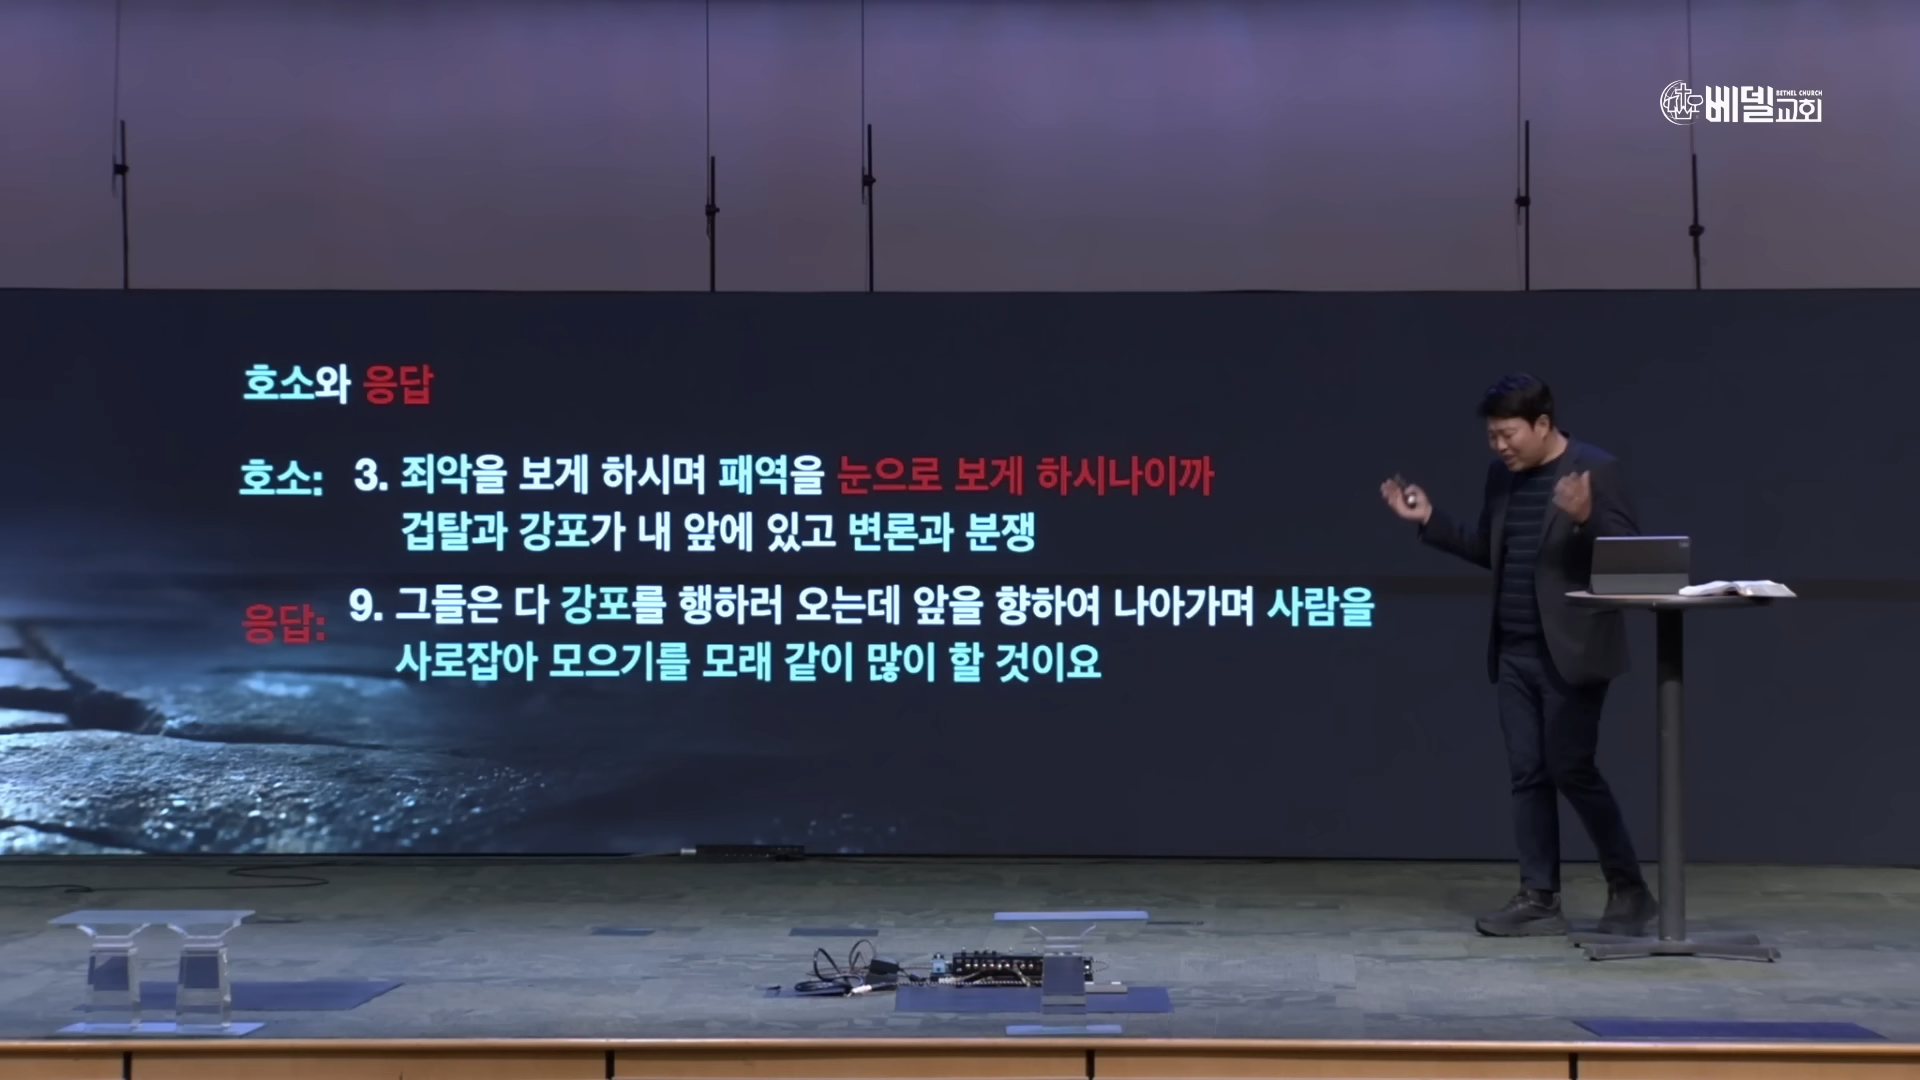 베델교회
BETHEL CHURCH
호소와 응답
호소: 3. 죄악을 보게 하시며 패역을 눈으로 보게 하시나이까
겁탈과 강포가 내 앞에 있고 변론과 분쟁
응답: 9. 그들은 다 강포를 행하러 오는데 앞을 향하여 나아가며 사람을
사로잡아 모으기를 모래 같이 많이 할 것이요